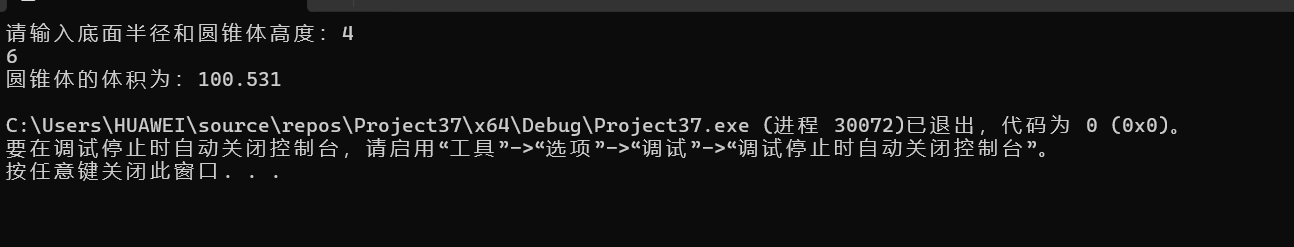 请输入底面半径和圆锥体高度：4
6
圆锥体的体积为：100.531
C:\Users\HUAWEI\source\repos\Project37\x64\Debug\Project37.exe (进程 30072)已退出，代码为 0 (0x0)。
要在调试停止时自动关闭控制台，请启用“工具”->“选项”->“调试”->“调试停止时自动关闭控制台”。
按任意键关闭此窗口. . .